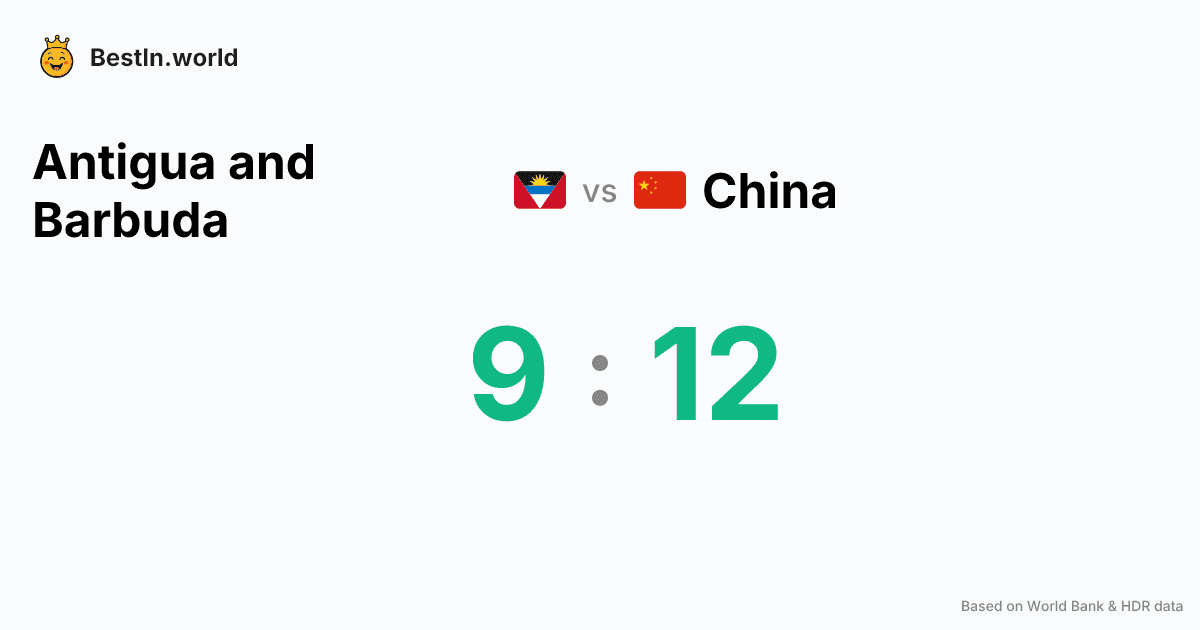 BestIn.world
Antigua and
Barbuda
vs
China
9 : 12
Based on World Bank & HDR data